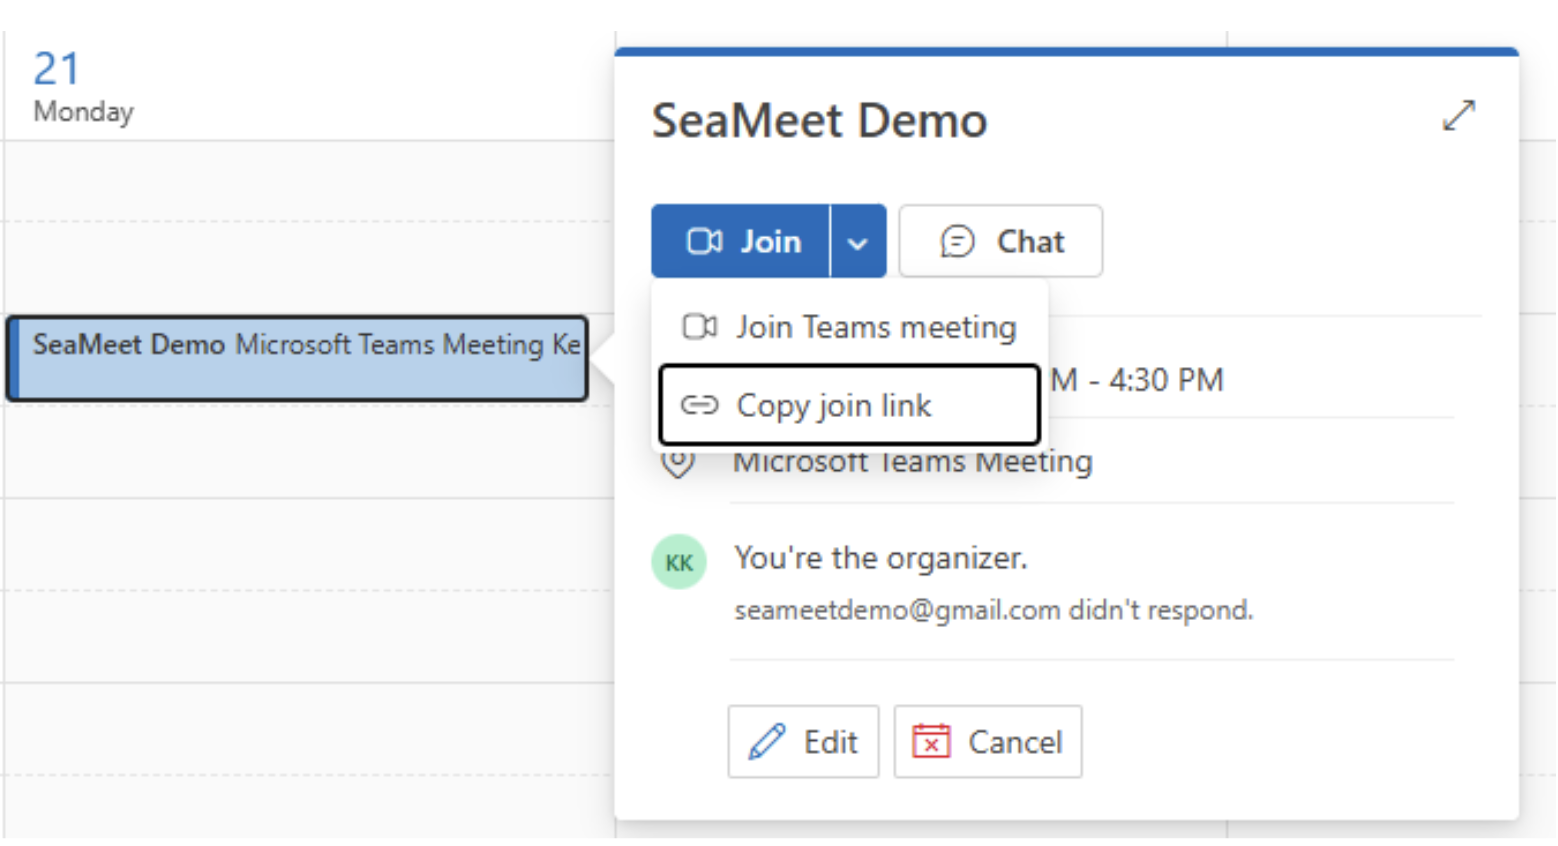 21
Monday
SeaMeet Demo Microsoft Teams Meeting Ke
SeaMeet Demo
Join
Chat
Join Teams meeting
Copy join link
M - 4:30 PM
Microsoft Teams Meeting
KK
You're the organizer.
seameetdemo@gmail.com didn't respond.
Edit
Cancel